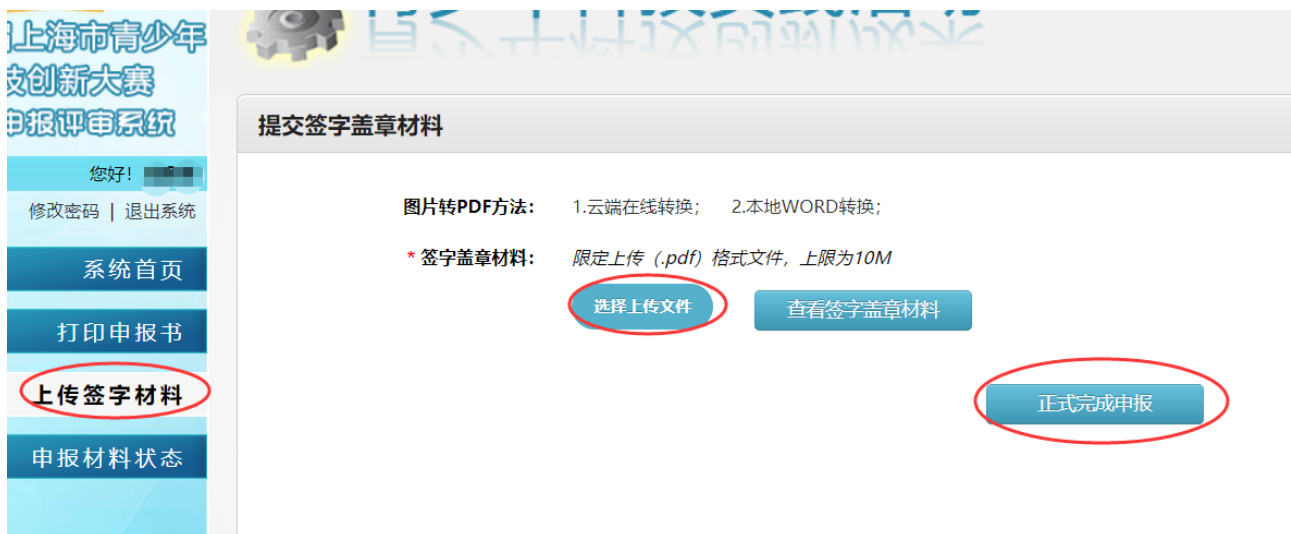 上海市青少年
技创新大赛
申报评审系统
您好!
修改密码 | 退出系统
系统首页
打印申报书
上传签字材料
申报材料状态
提交签字盖章材料
图片转PDF方法： 1.云端在线转换； 2.本地WORD转换；
* 签字盖章材料： 限定上传（.pdf）格式文件，上限为10M
选择上传文件 查看签字盖章材料
正式完成申报